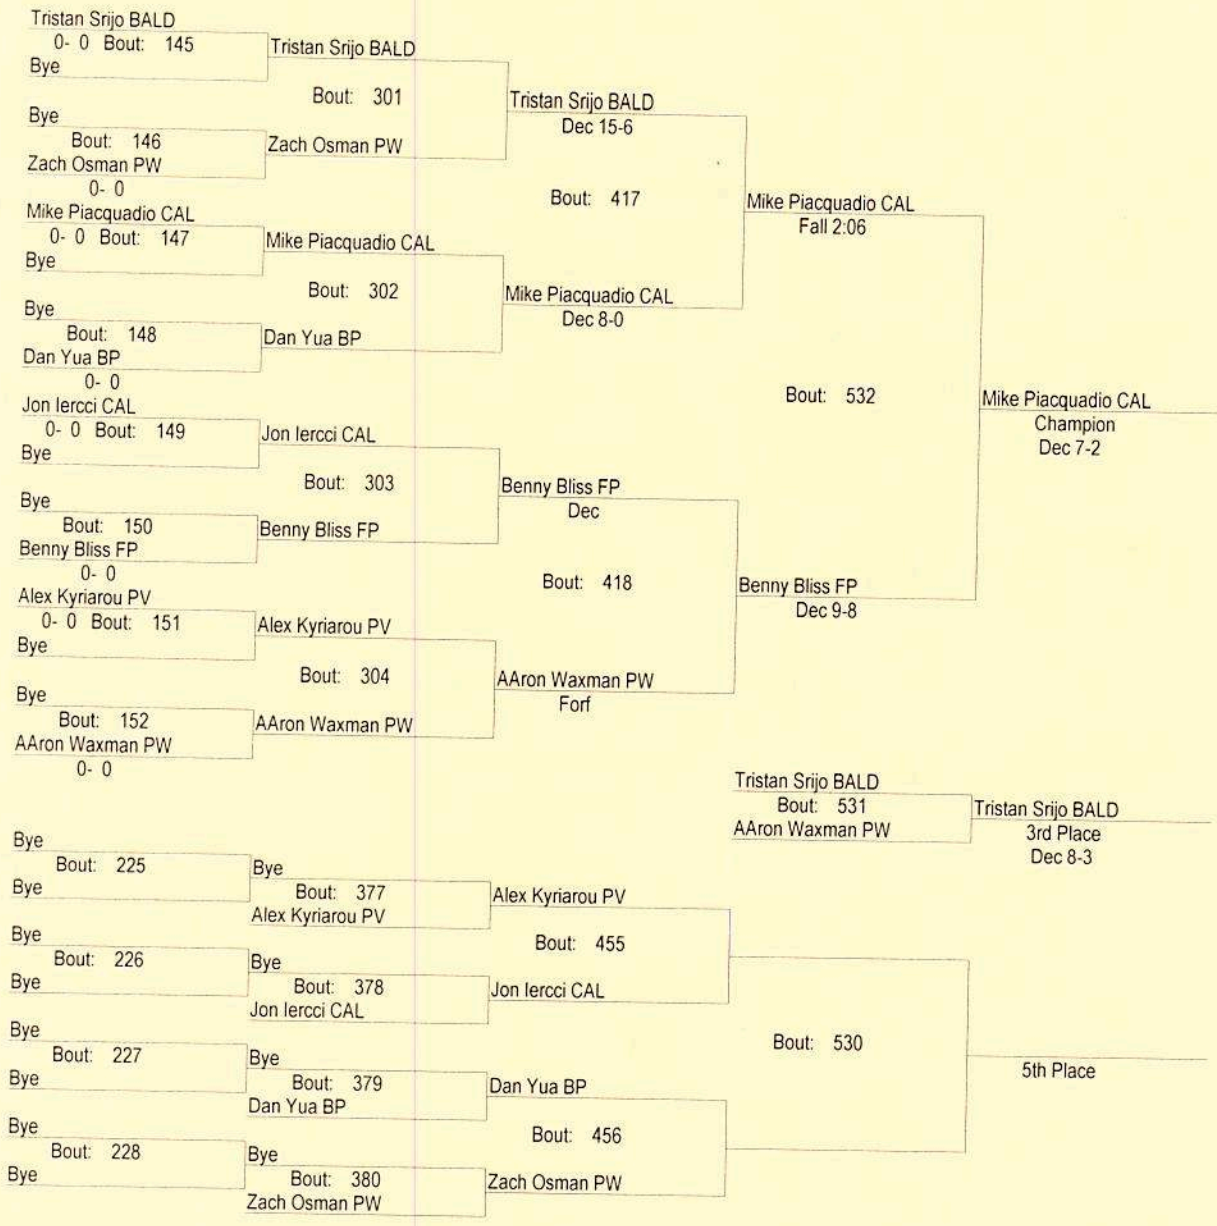 Tristan Srijo BALD
0- 0 Bout: 145
Bye
Bye
Bout: 146
Zach Osman PW
0- 0
Mike Piacquadio CAL
0- 0 Bout: 147
Bye
Bye
Bout: 148
Dan Yua BP
0- 0
Jon Iercci CAL
0- 0 Bout: 149
Bye
Bye
Bout: 150
Benny Bliss FP
0- 0
Alex Kyriarou PV
0- 0 Bout: 151
Bye
Bye
Bout: 152
AAron Waxman PW
0- 0
Tristan Srijo BALD
Bout: 301
Zach Osman PW
Mike Piacquadio CAL
Bout: 302
Dan Yua BP
Jon Iercci CAL
Bout: 303
Benny Bliss FP
Alex Kyriarou PV
Bout: 304
AAron Waxman PW
Tristan Srijo BALD
Dec 15-6
Bout: 417
Mike Piacquadio CAL
Dec 8-0
Benny Bliss FP
Dec
Bout: 418
AAron Waxman PW
Forf
Mike Piacquadio CAL
Fall 2:06
Bout: 532
Benny Bliss FP
Dec 9-8
Mike Piacquadio CAL
Champion
Dec 7-2
Tristan Srijo BALD
Bout: 531
AAron Waxman PW
Tristan Srijo BALD
3rd Place
Dec 8-3
Bye
Bout: 225
Bye
Bye
Bout: 226
Bye
Bye
Bout: 227
Bye
Bye
Bout: 228
Bye
Bye
Bout: 377
Alex Kyriarou PV
Bye
Bout: 378
Jon Iercci CAL
Bye
Bout: 379
Dan Yua BP
Bye
Bout: 380
Zach Osman PW
Alex Kyriarou PV
Bout: 455
Jon Iercci CAL
Dan Yua BP
Bout: 456
Zach Osman PW
Bout: 530
5th Place